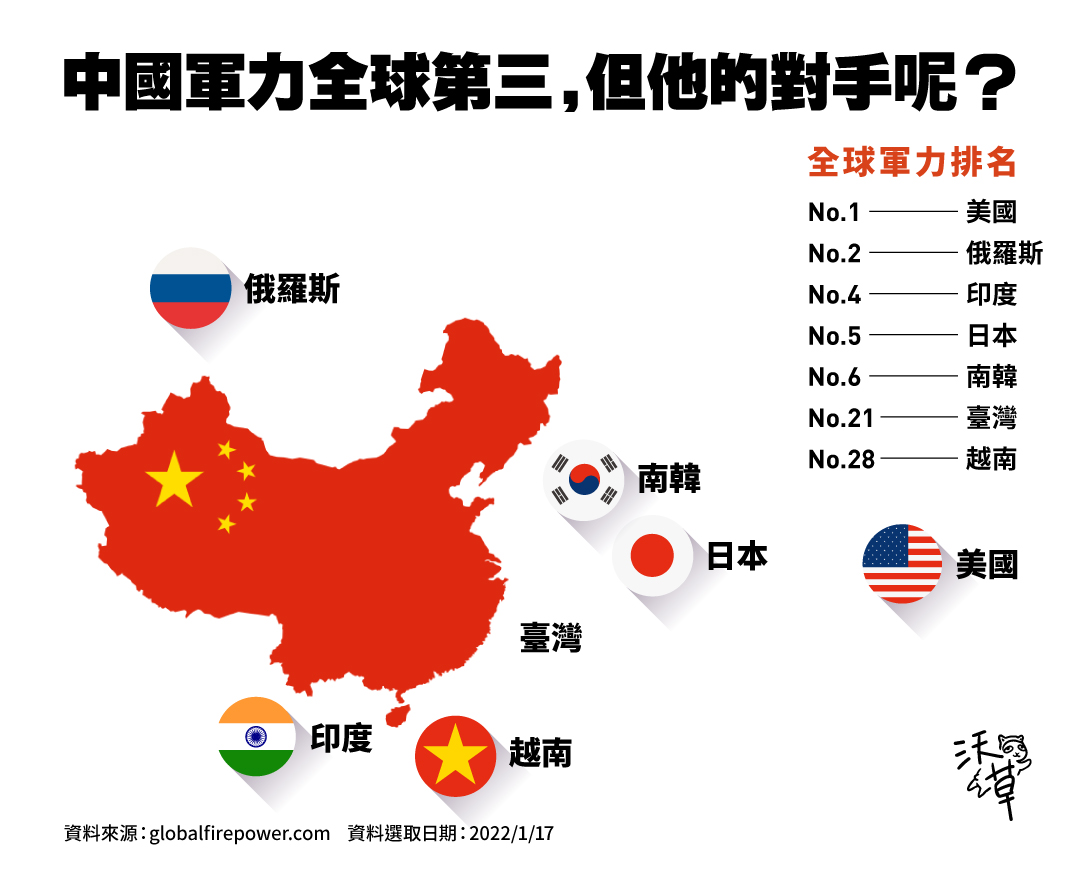 中國軍力全球第三,但他的對手呢？
全球軍力排名
No.1 美國
No.2 俄羅斯
No.4 印度
No.5 日本
No.6 南韓
No.21 臺灣
No.28 越南
俄羅斯
南韓
日本
美國
臺灣
印度
越南
沃草
資料來源：globalfirepower.com 資料選取日期：2022/1/17